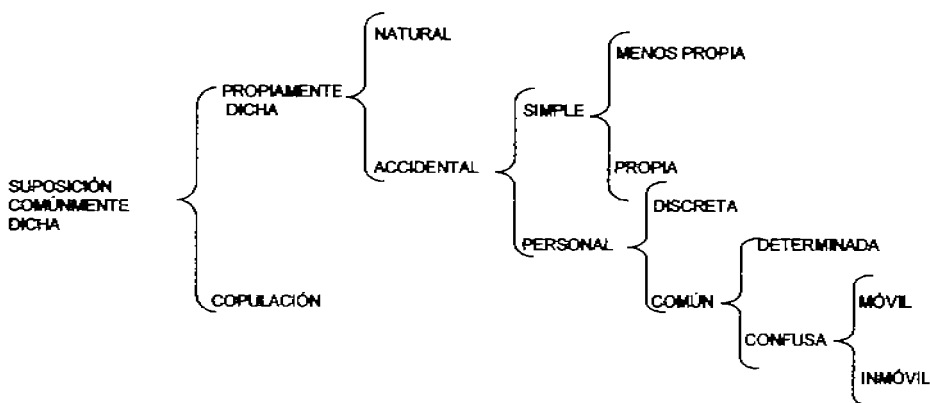 SUPOSICIÓN
COMÚNMENTE
DICHA
PROPIAMENTE
DICHA
COPULACIÓN
NATURAL
ACCIDENTAL
SIMPLE
PERSONAL
MENOS PROPIA
PROPIA
DISCRETA
COMÚN
DETERMINADA
CONFUSA
MÓVIL
INMÓVIL